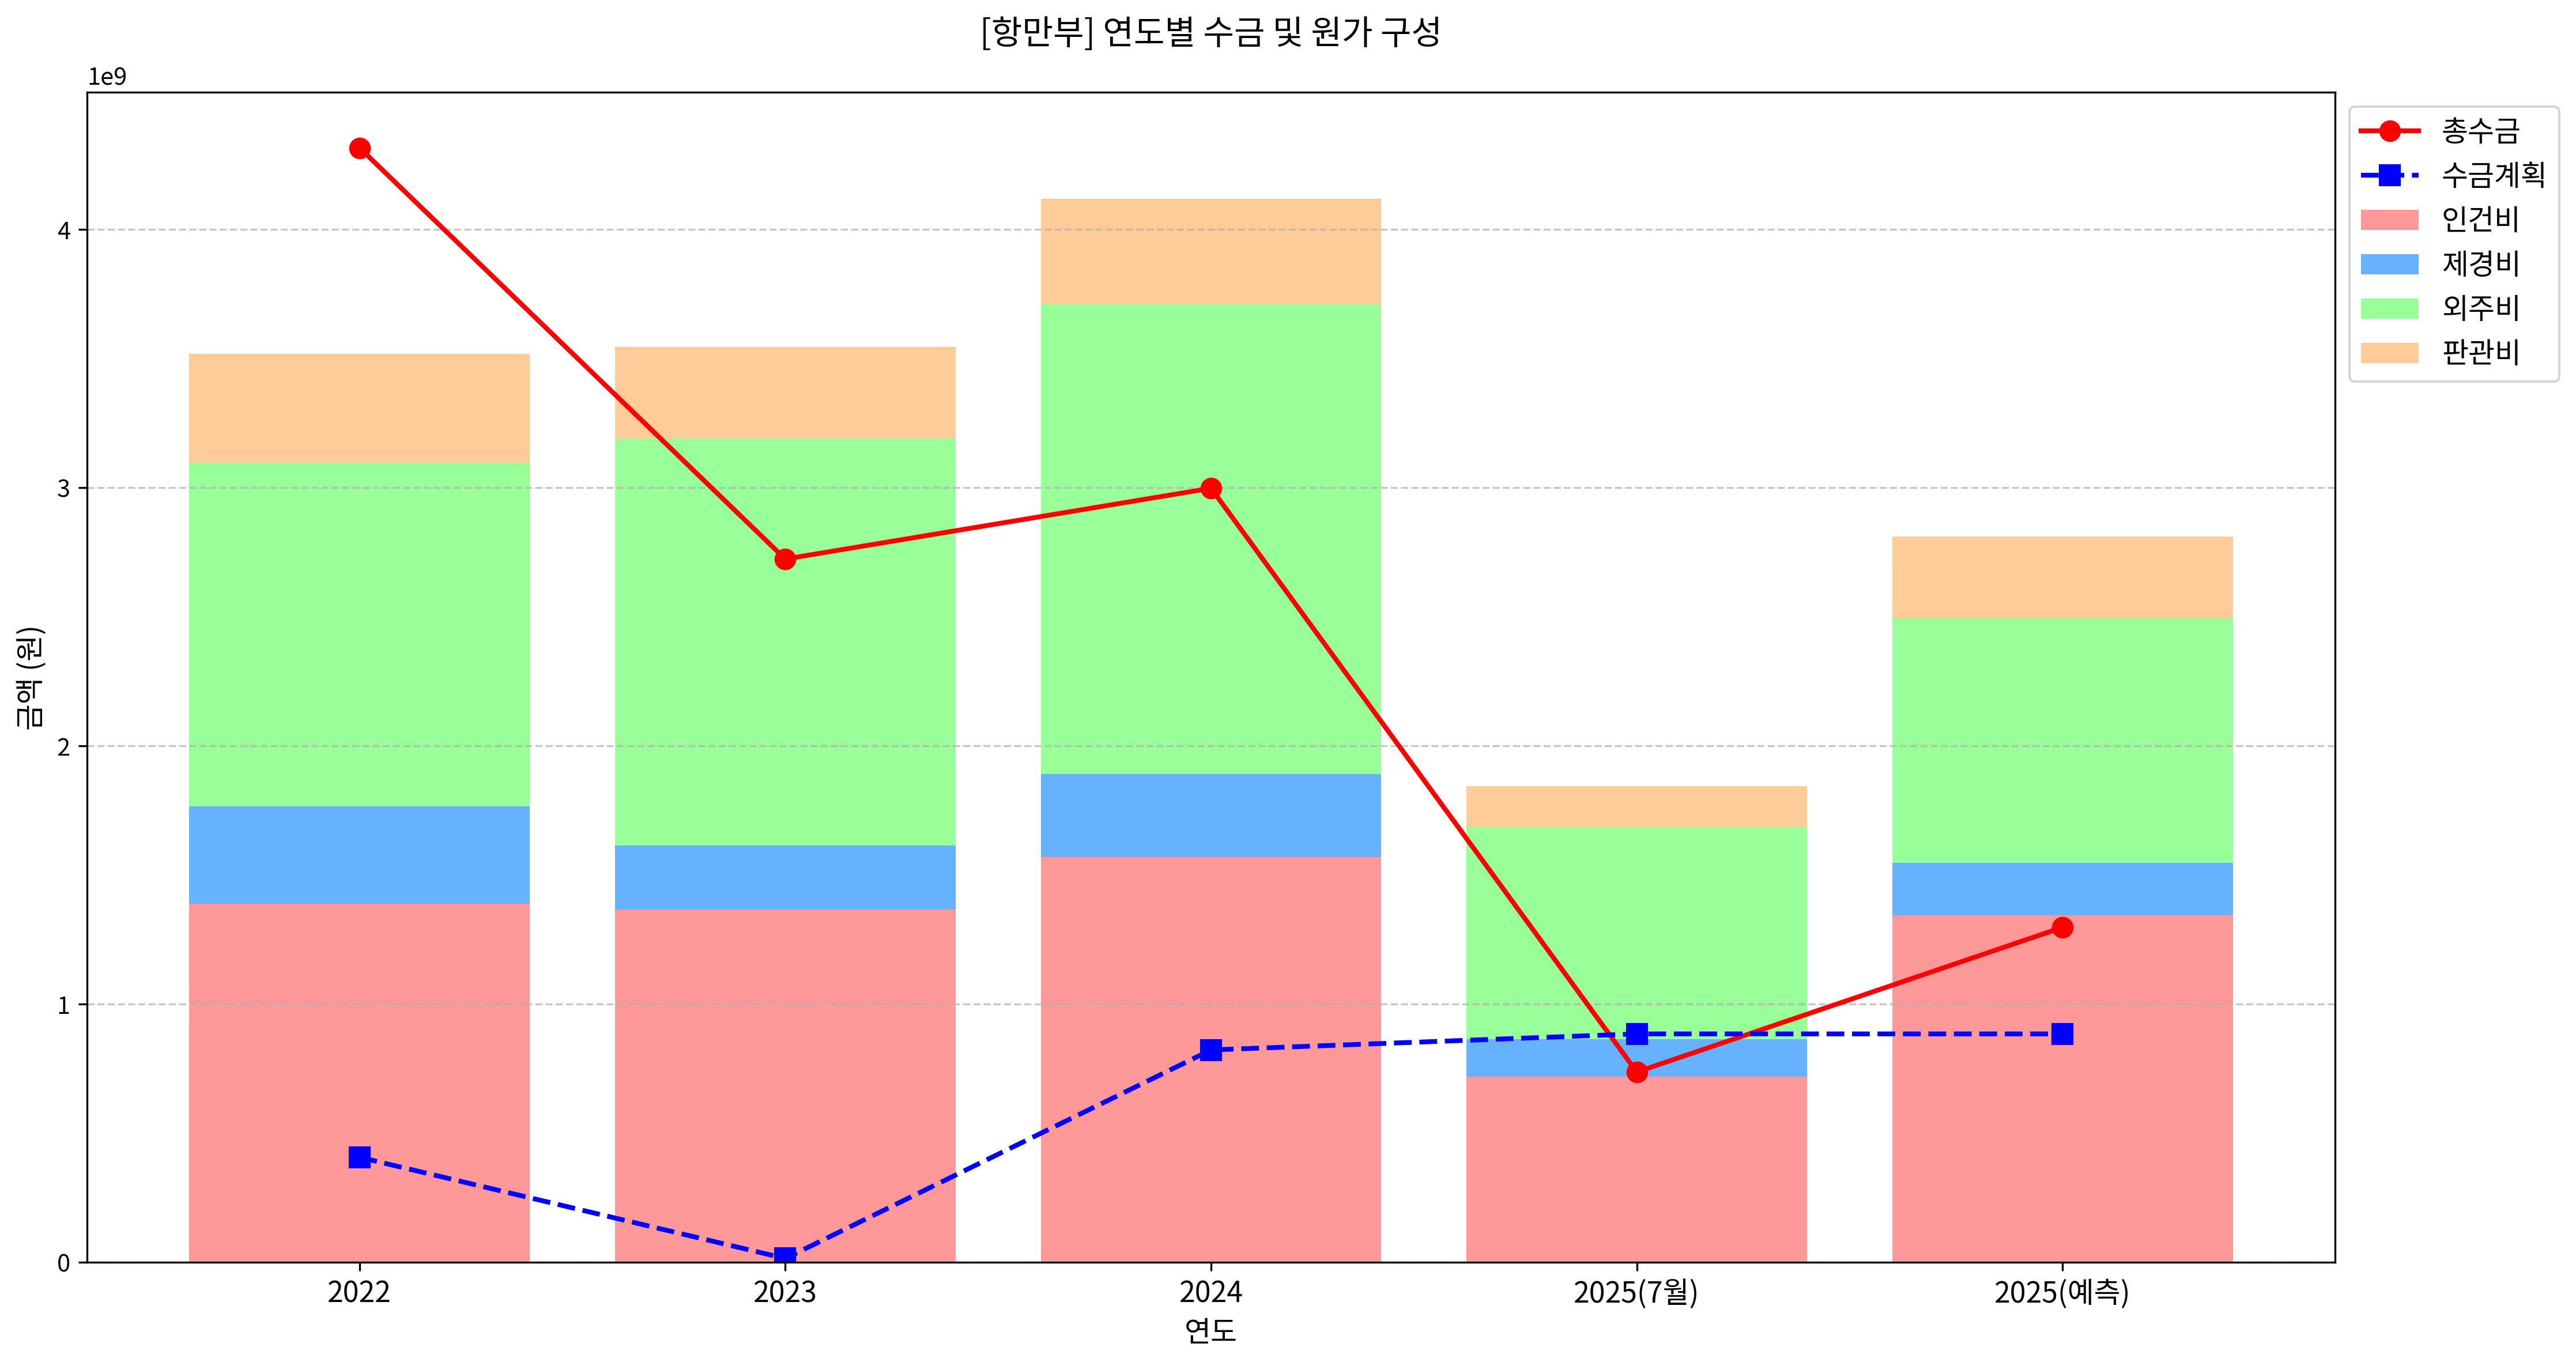 [항만부] 연도별 수금 및 원가 구성
1e9
총수금
수금계획
인건비
제경비
외주비
판관비
금액 (원)
4
3
2
1
0
2022
2023
2024
2025(7월)
2025(예측)
연도